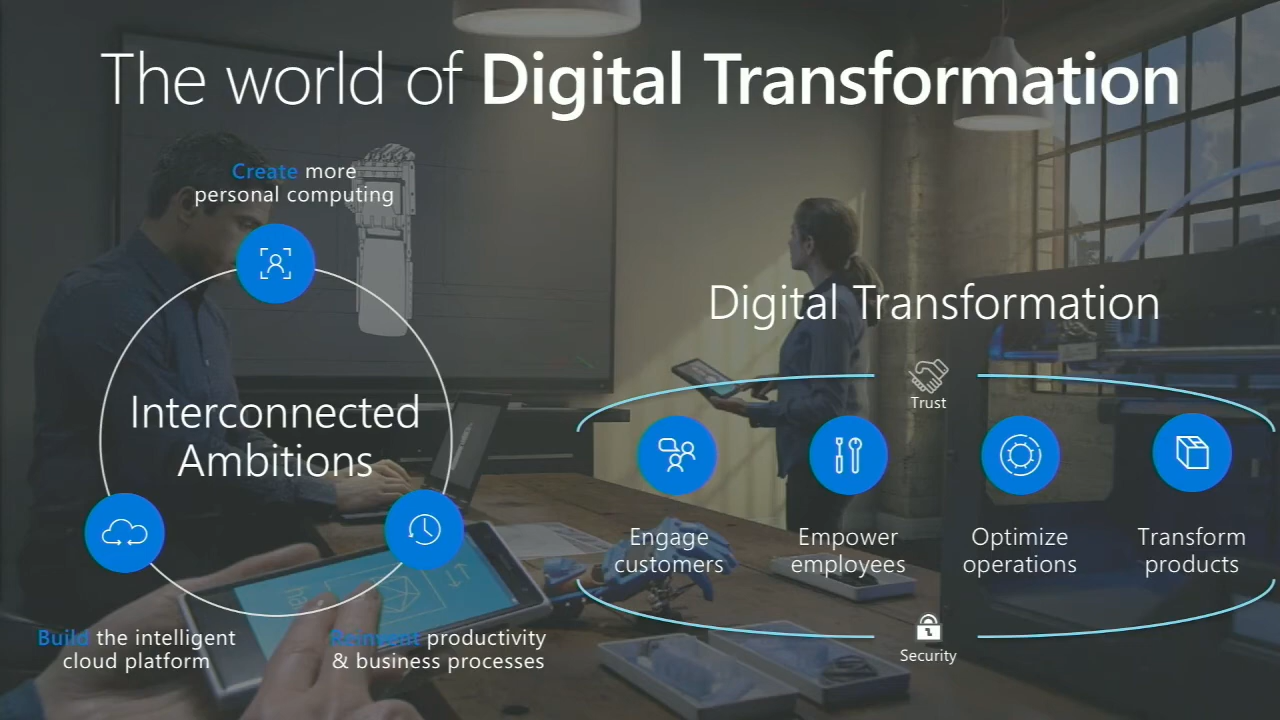 The world of Digital Transformation
Create more
personal computing
Interconnected
Ambitions
Build the intelligent
cloud platform
Reinvent productivity
& business processes
Digital Transformation
Trust
Engage
customers
Empower
employees
Optimize
operations
Transform
products
Security